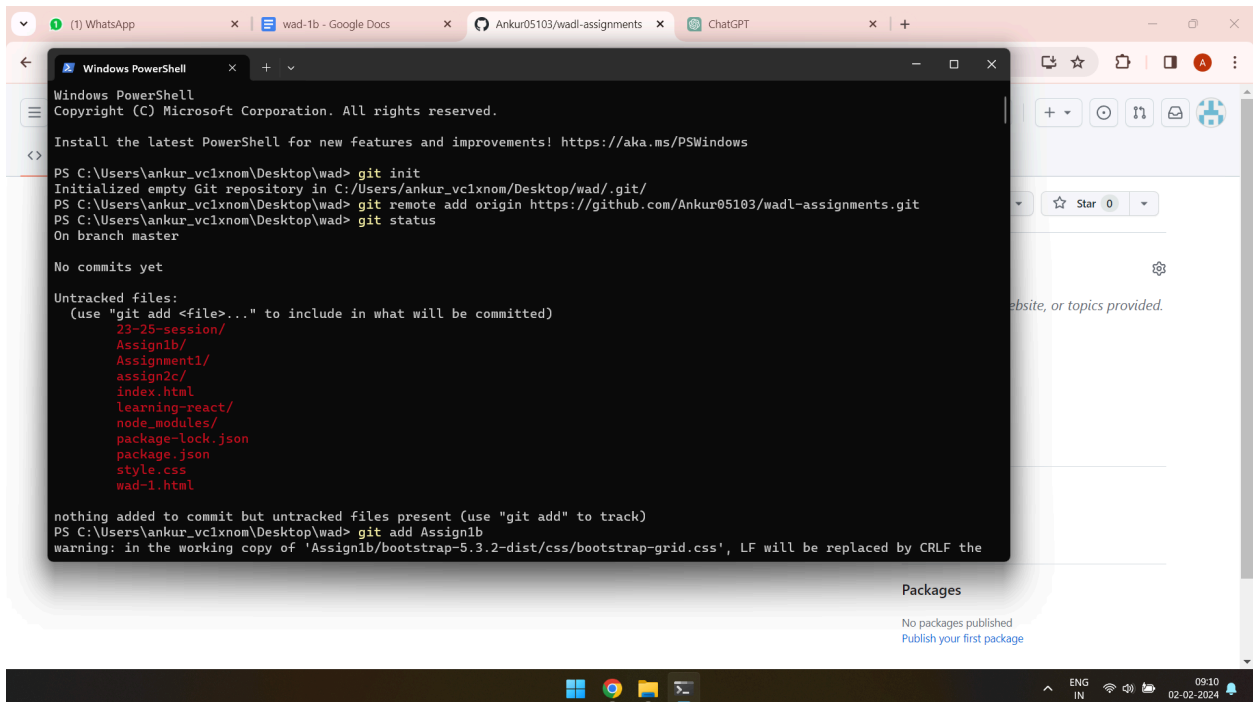 (1) WhatsApp
wad-1b - Google Docs
Ankur05103/wadl-assignments
ChatGPT
A
Windows PowerShell
Star 0
ebsite, or topics provided.
Windows PowerShell
Copyright (C) Microsoft Corporation. All rights reserved.
Install the latest PowerShell for new features and improvements! https://aka.ms/PSWindows
PS C:\Users\ankur_vc1xnom\Desktop\wad> git init
Initialized empty Git repository in C:/Users/ankur_vc1xnom/Desktop/wad/.git/
PS C:\Users\ankur_vc1xnom\Desktop\wad> git remote add origin https://github.com/Ankur05103/wadl-assignments.git
PS C:\Users\ankur_vc1xnom\Desktop\wad> git status
On branch master
No commits yet
Untracked files:
(use "git add <file>..." to include in what will be committed)
23-25-session/
Assign1b/
Assignment1/
assign2c/
index.html
learning-react/
node_modules/
package-lock.json
package.json
style.css
wad-1.html
nothing added to commit but untracked files present (use "git add" to track)
PS C:\Users\ankur_vc1xnom\Desktop\wad> git add Assign1b
warning: in the working copy of 'Assign1b/bootstrap-5.3.2-dist/css/bootstrap-grid.css', LF will be replaced by CRLF the
Packages
No packages published
Publish your first package
ENG
IN
09:10
02-02-2024